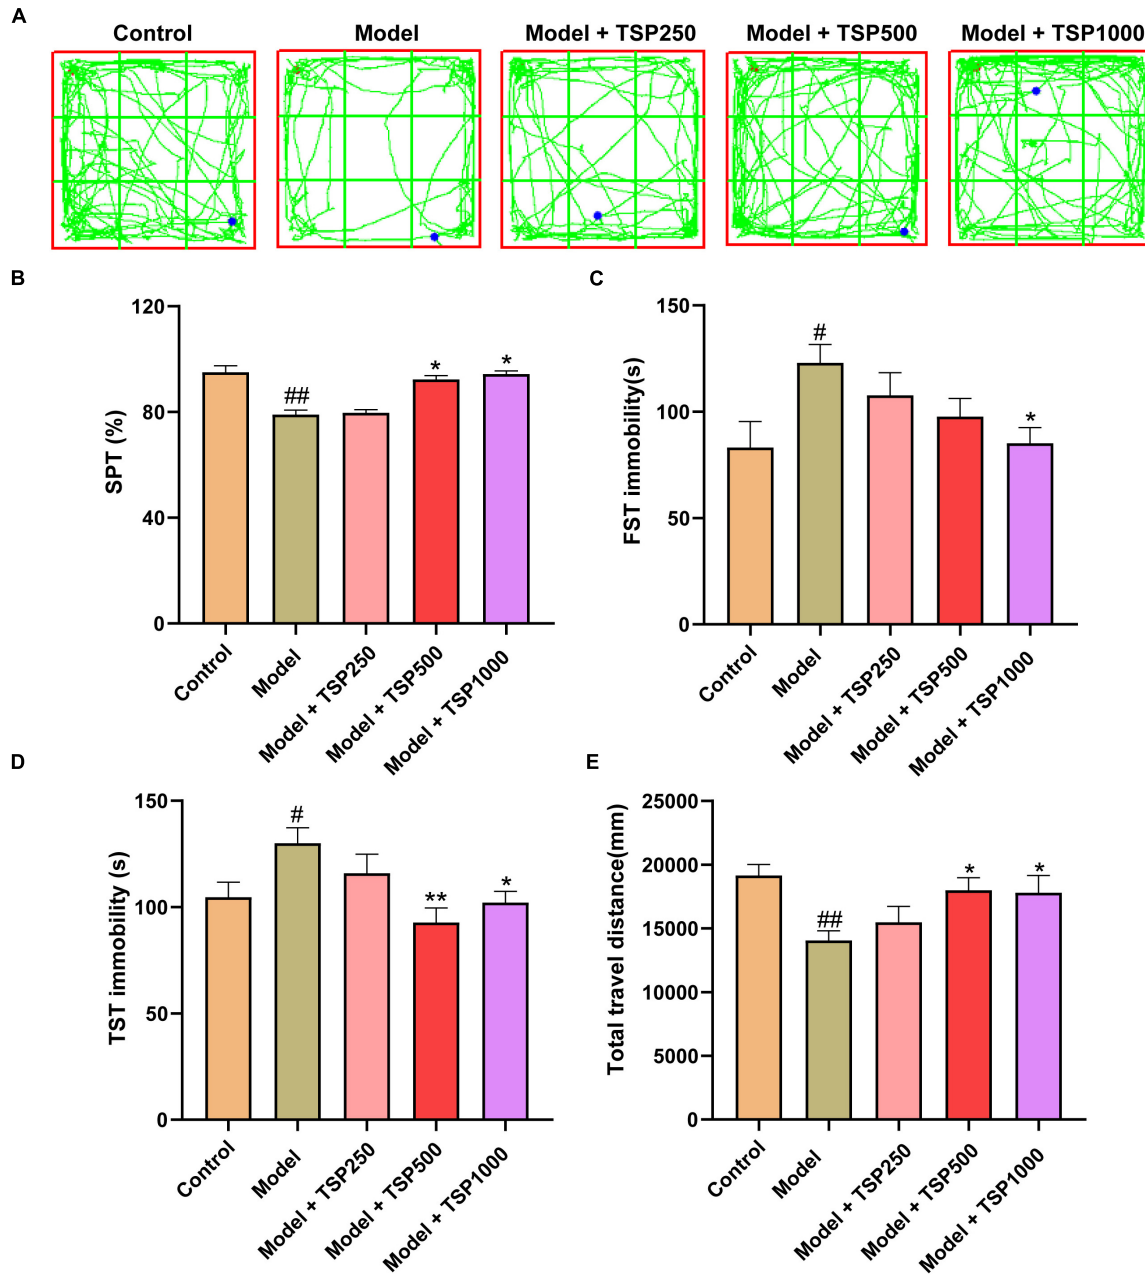 A
Control
Model
Model + TSP250
Model + TSP500
Model + TSP1000
B
SPT (%)
120
80
40
0
##
*
*
Control
Model
Model + TSP250
Model + TSP500
Model + TSP1000
C
FST immobility(s)
150
100
50
0
#
*
Control
Model
Model + TSP250
Model + TSP500
Model + TSP1000
D
TST immobility (s)
150
100
50
0
#
**
*
Control
Model
Model + TSP250
Model + TSP500
Model + TSP1000
E
Total travel distance(mm)
25000
20000
15000
10000
5000
0
##
*
*
Control
Model
Model + TSP250
Model + TSP500
Model + TSP1000